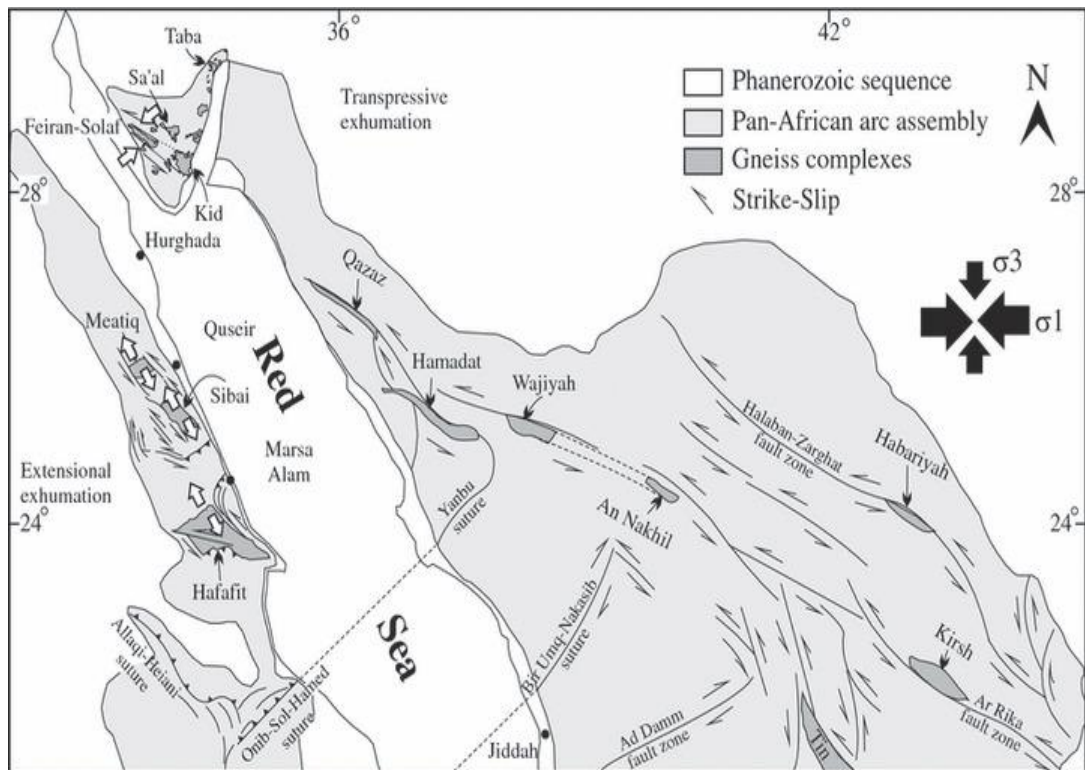 36°
42°
Taba
Sa'al
Feiran-Solaf
Transpressive
exhumation
Phanerozoic sequence
Pan-African arc assembly
Gneiss complexes
Strike-Slip
N
28°
28°
Kid
Hurghada
Qazaz
σ3
σ1
Meatiq
Quseir
Red
Hamadat
Wajiyah
Sibai
Halaban-Zarghat
fault zone
Habariyah
Marsa
Alam
Extensional
exhumation
24°
24°
Yanbu
suture
An Nakhil
Hafafit
Sea
Allaqi-Heiani
suture
Bir Umq-Nakasib
suture
Kirsh
Onib-Sol-Hamed
suture
Ad Damm
fault zone
Ar Rika
fault zone
Jiddah
Tin